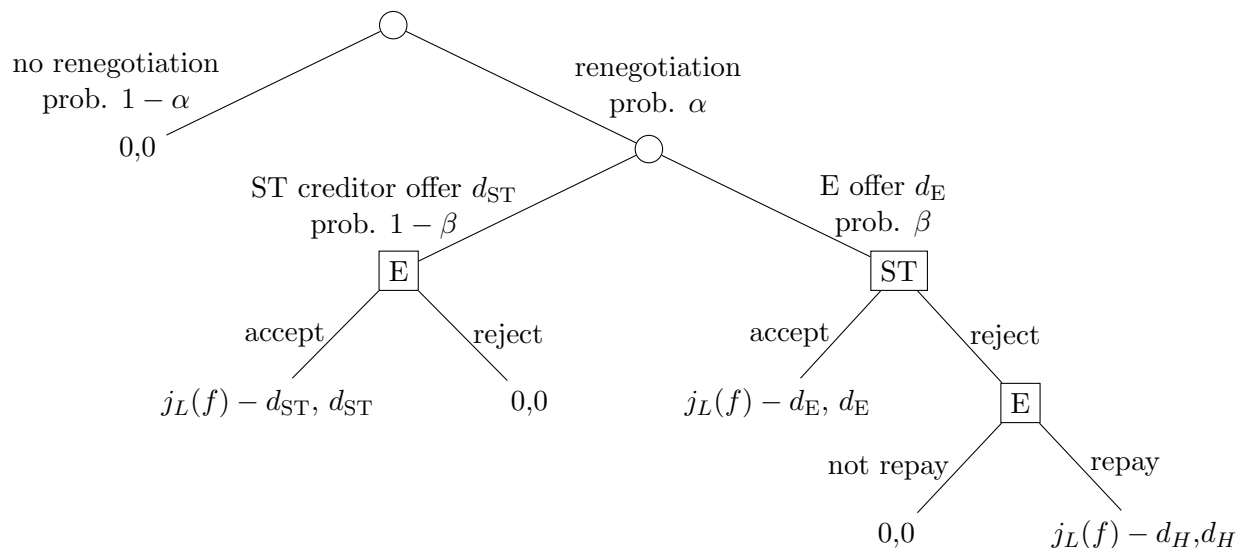 no renegotiation
prob. 1 − α
renegotiation
prob. α
0,0
ST creditor offer d_ST
prob. 1 − β
E offer d_E
prob. β
E
ST
accept
reject
accept
reject
j_L(f) − d_ST, d_ST
0,0
j_L(f) − d_E, d_E
E
not repay
repay
0,0
j_L(f) − d_H,d_H